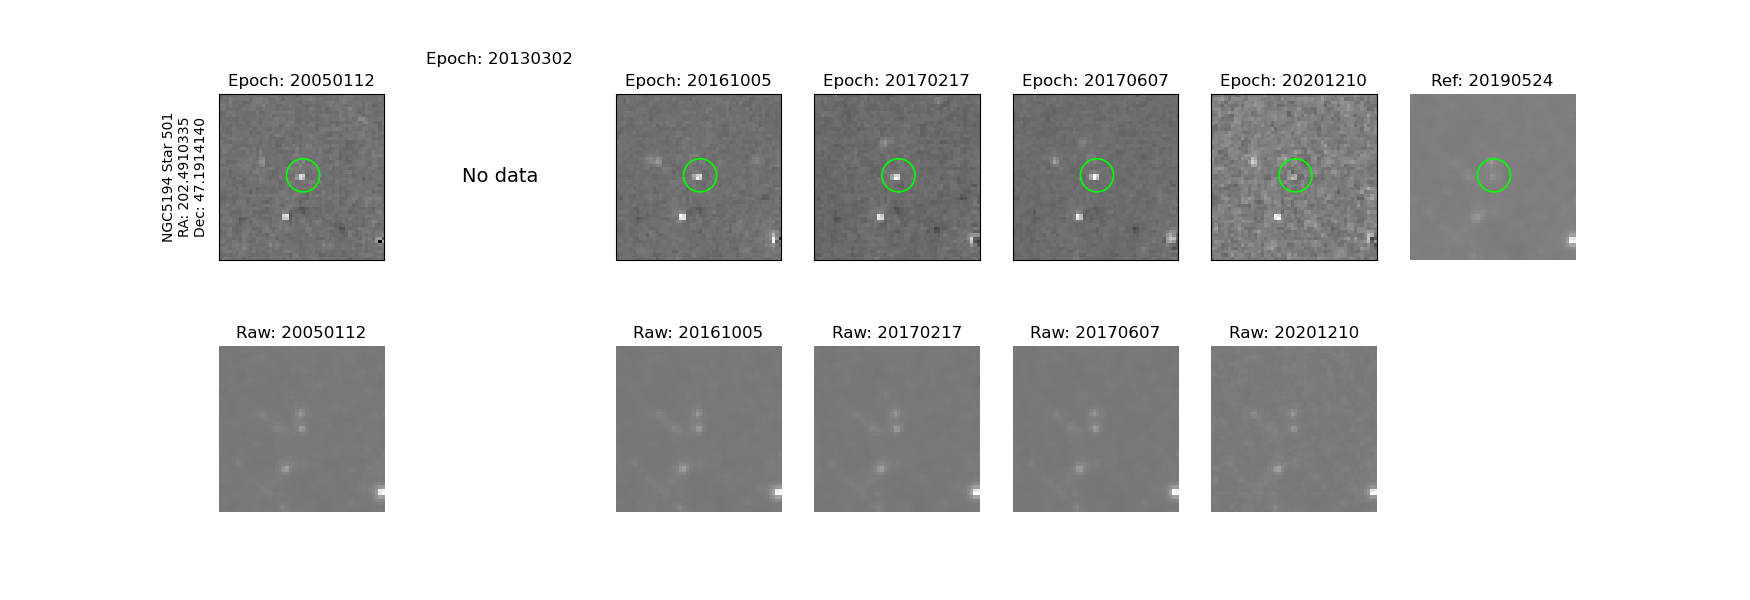 Epoch: 20130302
Epoch: 20050112
Epoch: 20161005
Epoch: 20170217
Epoch: 20170607
Epoch: 20201210
Ref: 20190524
NGC5194 Star 501
RA: 202.4910335
Dec: 47.1914140
No data
Raw: 20050112
Raw: 20161005
Raw: 20170217
Raw: 20170607
Raw: 20201210